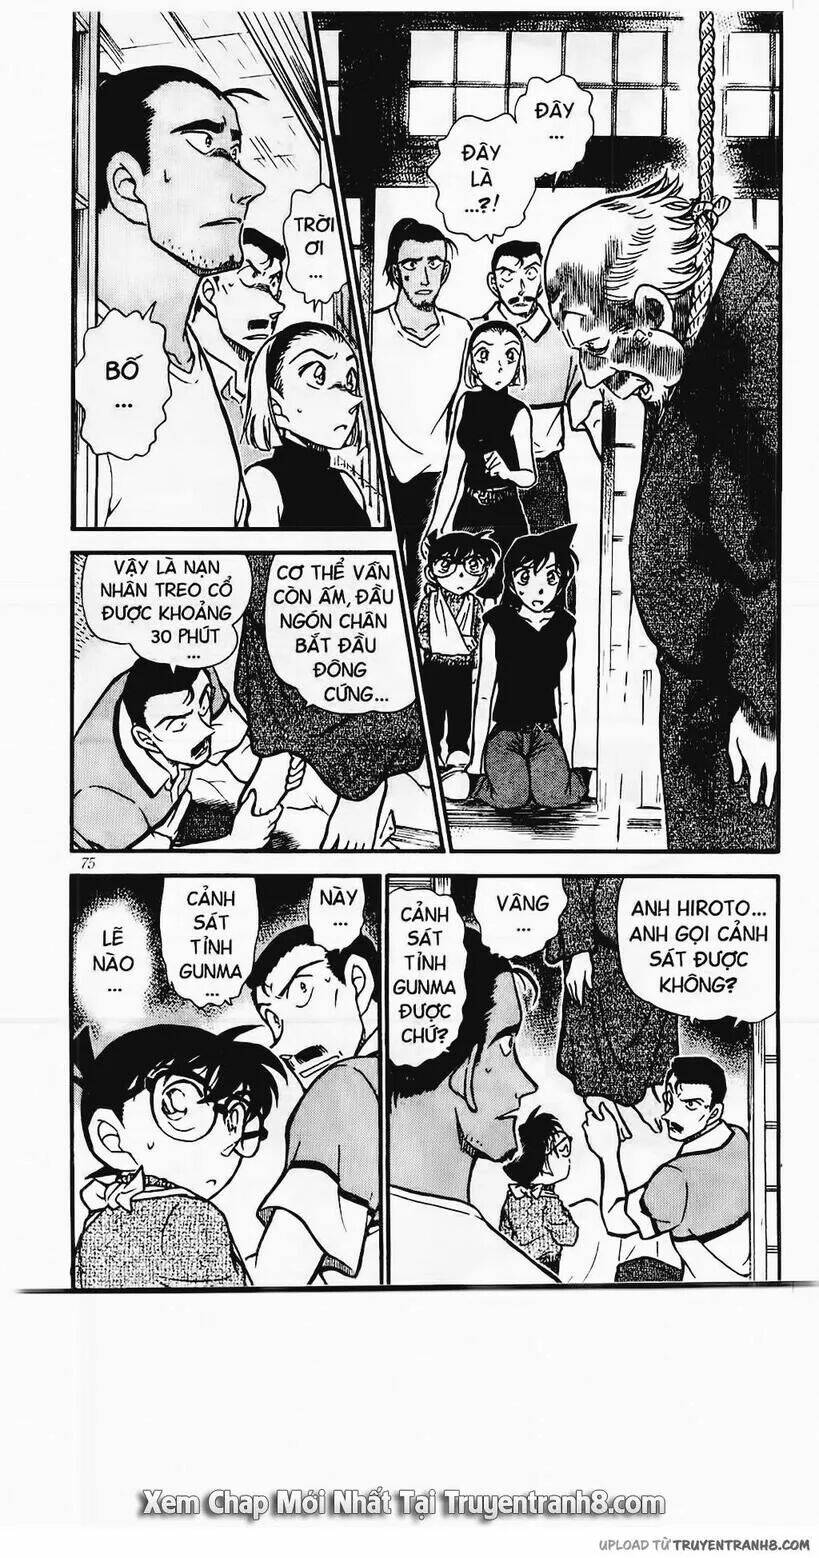 ĐÂY
...
ĐÂY
LÀ
...?!
TRỜI
ƠI
...
BỐ
...
CƠ THỂ VẪN
CÒN ẤM, ĐẦU
NGÓN CHÂN
BẮT ĐẦU
ĐÔNG
CỨNG...
VẬY LÀ NẠN
NHÂN TREO CỔ
ĐƯỢC KHOẢNG
30 PHÚT
...
75
ANH HIROTO...
ANH GỌI CẢNH
SÁT ĐƯỢC
KHÔNG?
VÂNG
...
CẢNH
SÁT
TỈNH
GUNMA
ĐƯỢC
CHỨ?
NÀY
...
CẢNH
SÁT
TỈNH
GUNMA
...
LẼ
NÀO
...
Xem Chap Mới Nhất Tại Truyentranh8.com
UPLOAD TỪ TRUYENTRANH8.COM